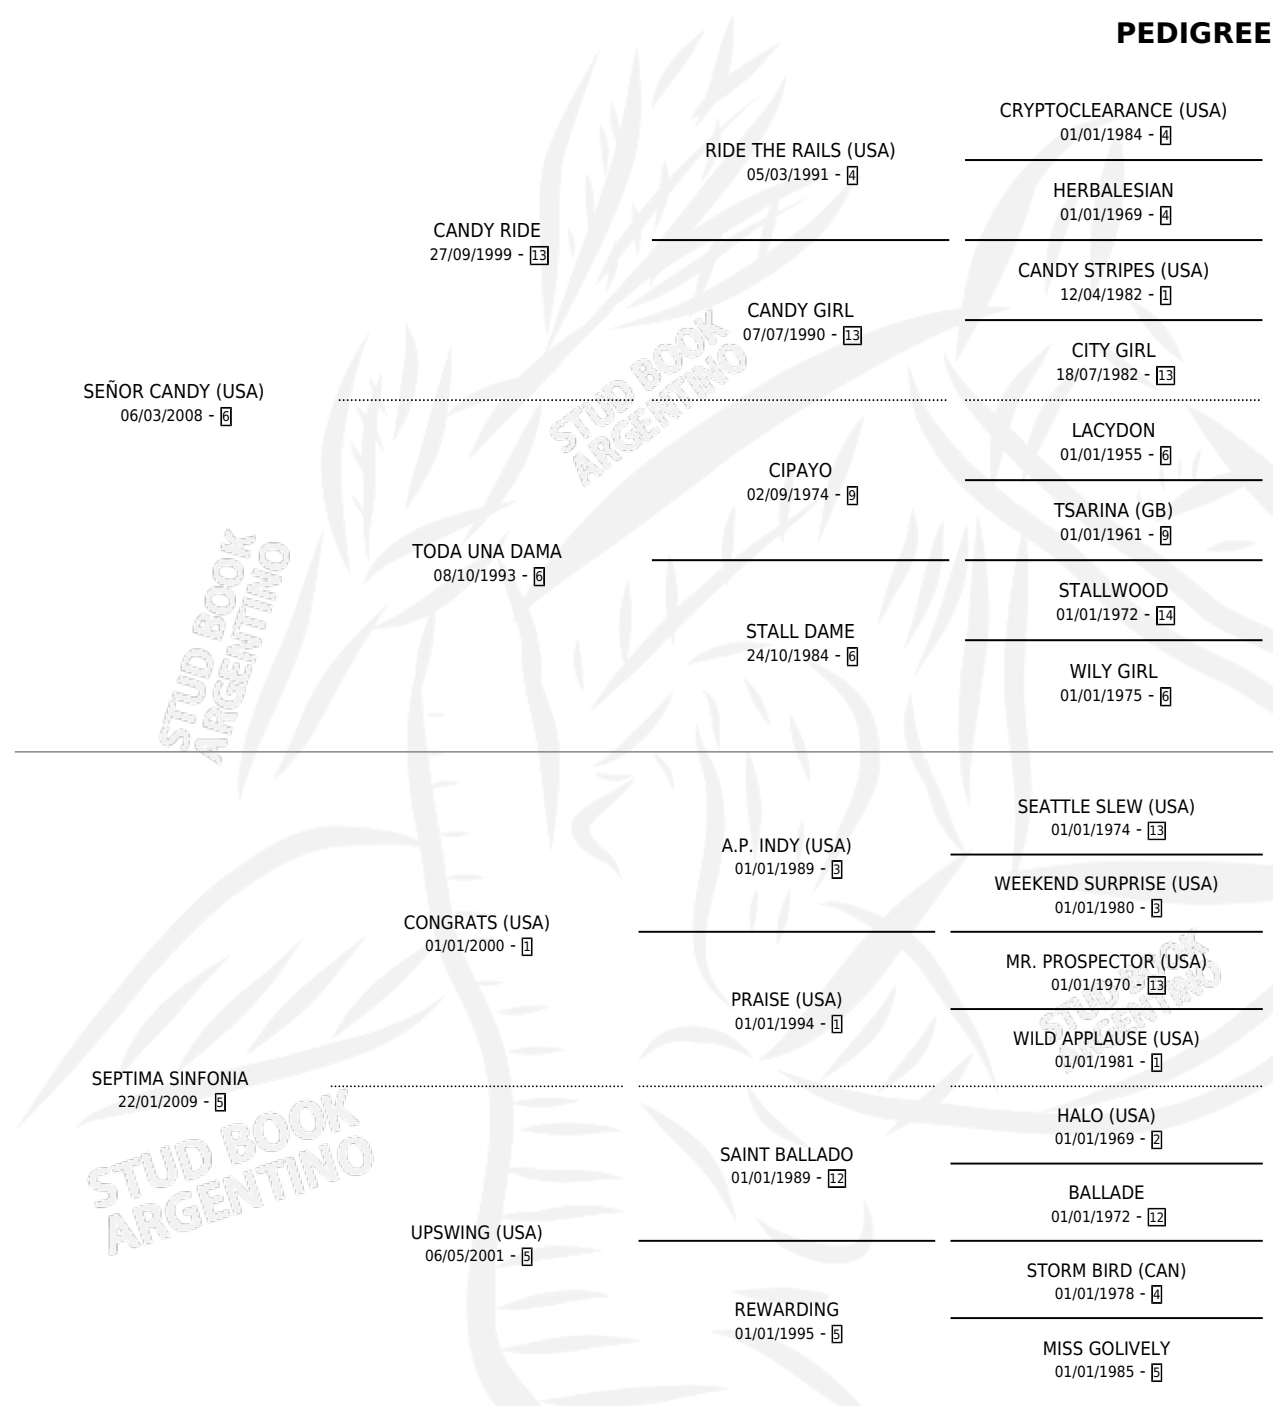 PEDIGREE
CRYPTOCLEARANCE (USA)
01/01/1984 - 4
RIDE THE RAILS (USA)
05/03/1991 - 4
HERBALESIAN
01/01/1969 - 4
CANDY RIDE
27/09/1999 - 13
CANDY STRIPES (USA)
12/04/1982 - 1
CANDY GIRL
07/07/1990 - 13
CITY GIRL
18/07/1982 - 13
SEÑOR CANDY (USA)
06/03/2008 - 6
LACYDON
01/01/1955 - 6
CIPAYO
02/09/1974 - 9
TSARINA (GB)
01/01/1961 - 9
TODA UNA DAMA
08/10/1993 - 6
STALLWOOD
01/01/1972 - 14
STALL DAME
24/10/1984 - 6
WILY GIRL
01/01/1975 - 6
SEATTLE SLEW (USA)
01/01/1974 - 13
A.P. INDY (USA)
01/01/1989 - 3
WEEKEND SURPRISE (USA)
01/01/1980 - 3
CONGRATS (USA)
01/01/2000 - 1
MR. PROSPECTOR (USA)
01/01/1970 - 13
PRAISE (USA)
01/01/1994 - 1
WILD APPLAUSE (USA)
01/01/1981 - 1
SEPTIMA SINFONIA
22/01/2009 - 5
HALO (USA)
01/01/1969 - 2
SAINT BALLADO
01/01/1989 - 12
BALLADE
01/01/1972 - 12
UPSWING (USA)
06/05/2001 - 5
STORM BIRD (CAN)
01/01/1978 - 4
REWARDING
01/01/1995 - 5
MISS GOLIVELY
01/01/1985 - 5
STUD BOOK
ARGENTINO
STUD BOOK
ARGENTINO
STUD BOOK
ARGENTINO
STUD BOOK
ARGENTINO